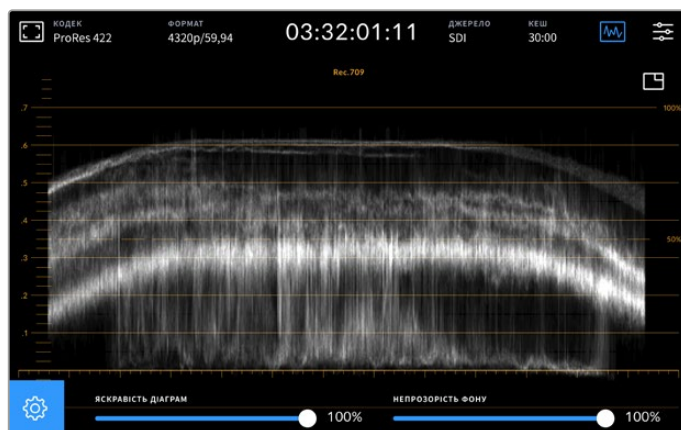 КОДЕК ФОРМАТ 03:32:01:11 ДЖЕРЕЛО КЕШ
ProRes 422 4320p/59,94 SDI 30:00
Rec.709
.7 100%
.6
.5
.4 50%
.3
.2
.1
ЯСКРАВІСТЬ ДІАГРАМ НЕПРОЗОРІСТЬ ФОНУ
100% 100%